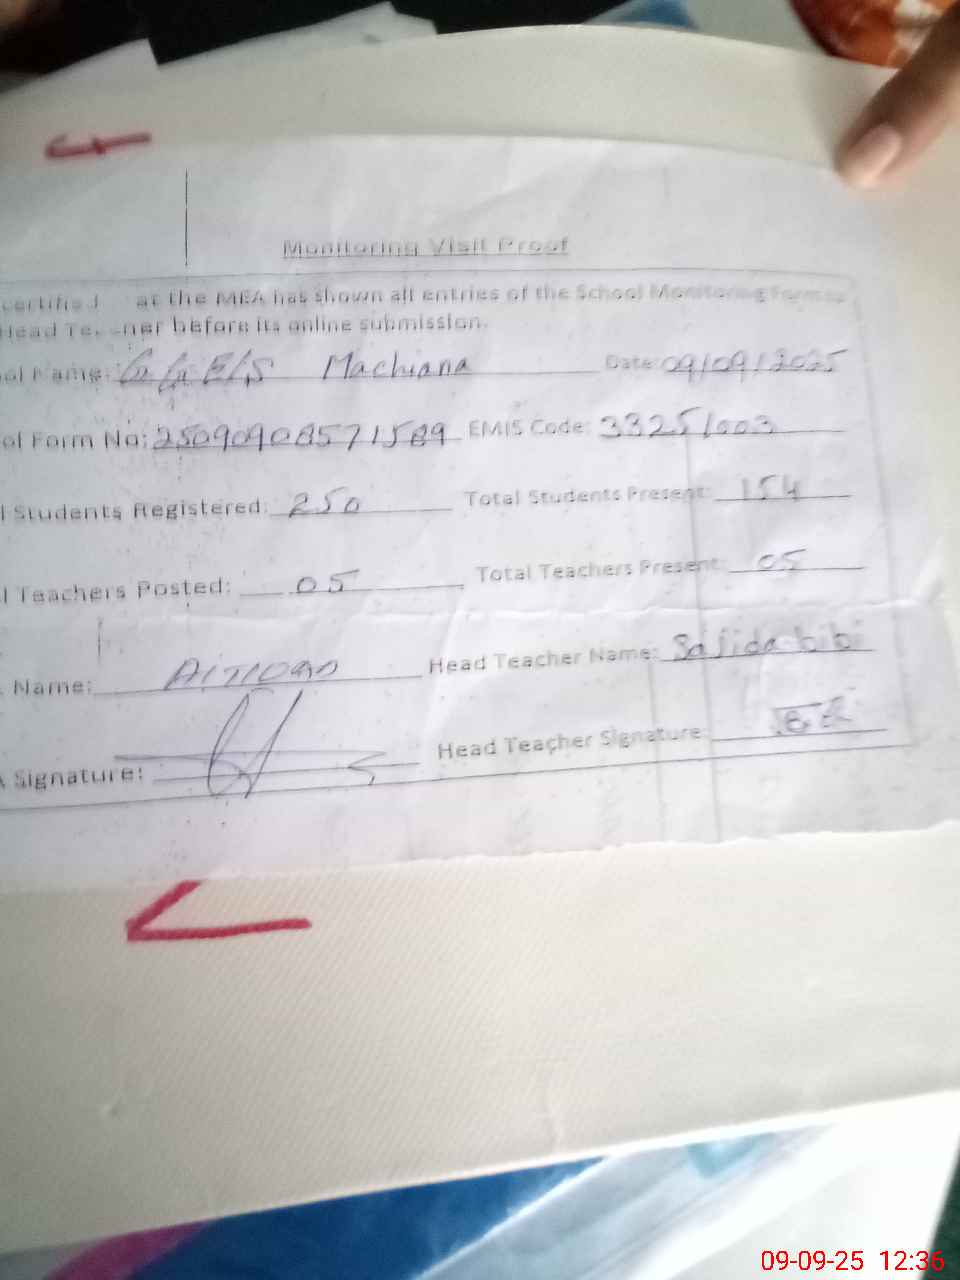 Monitoring Visit Proof
certified at the MEA has shown all entries of the School Monitoring Form to
Head before its online submission.
ol Name: Machiana Date: 09/09/2025
ol Form No: 25090908571589 EMIS Code: 33251003
l Students Registered: 250 Total Students Present: 154
l Teachers Posted: 05 Total Teachers Present: 05
Name: Head Teacher Name: Sajida bibi
A Signature: Head Teacher Signature:
09-09-25 12:36